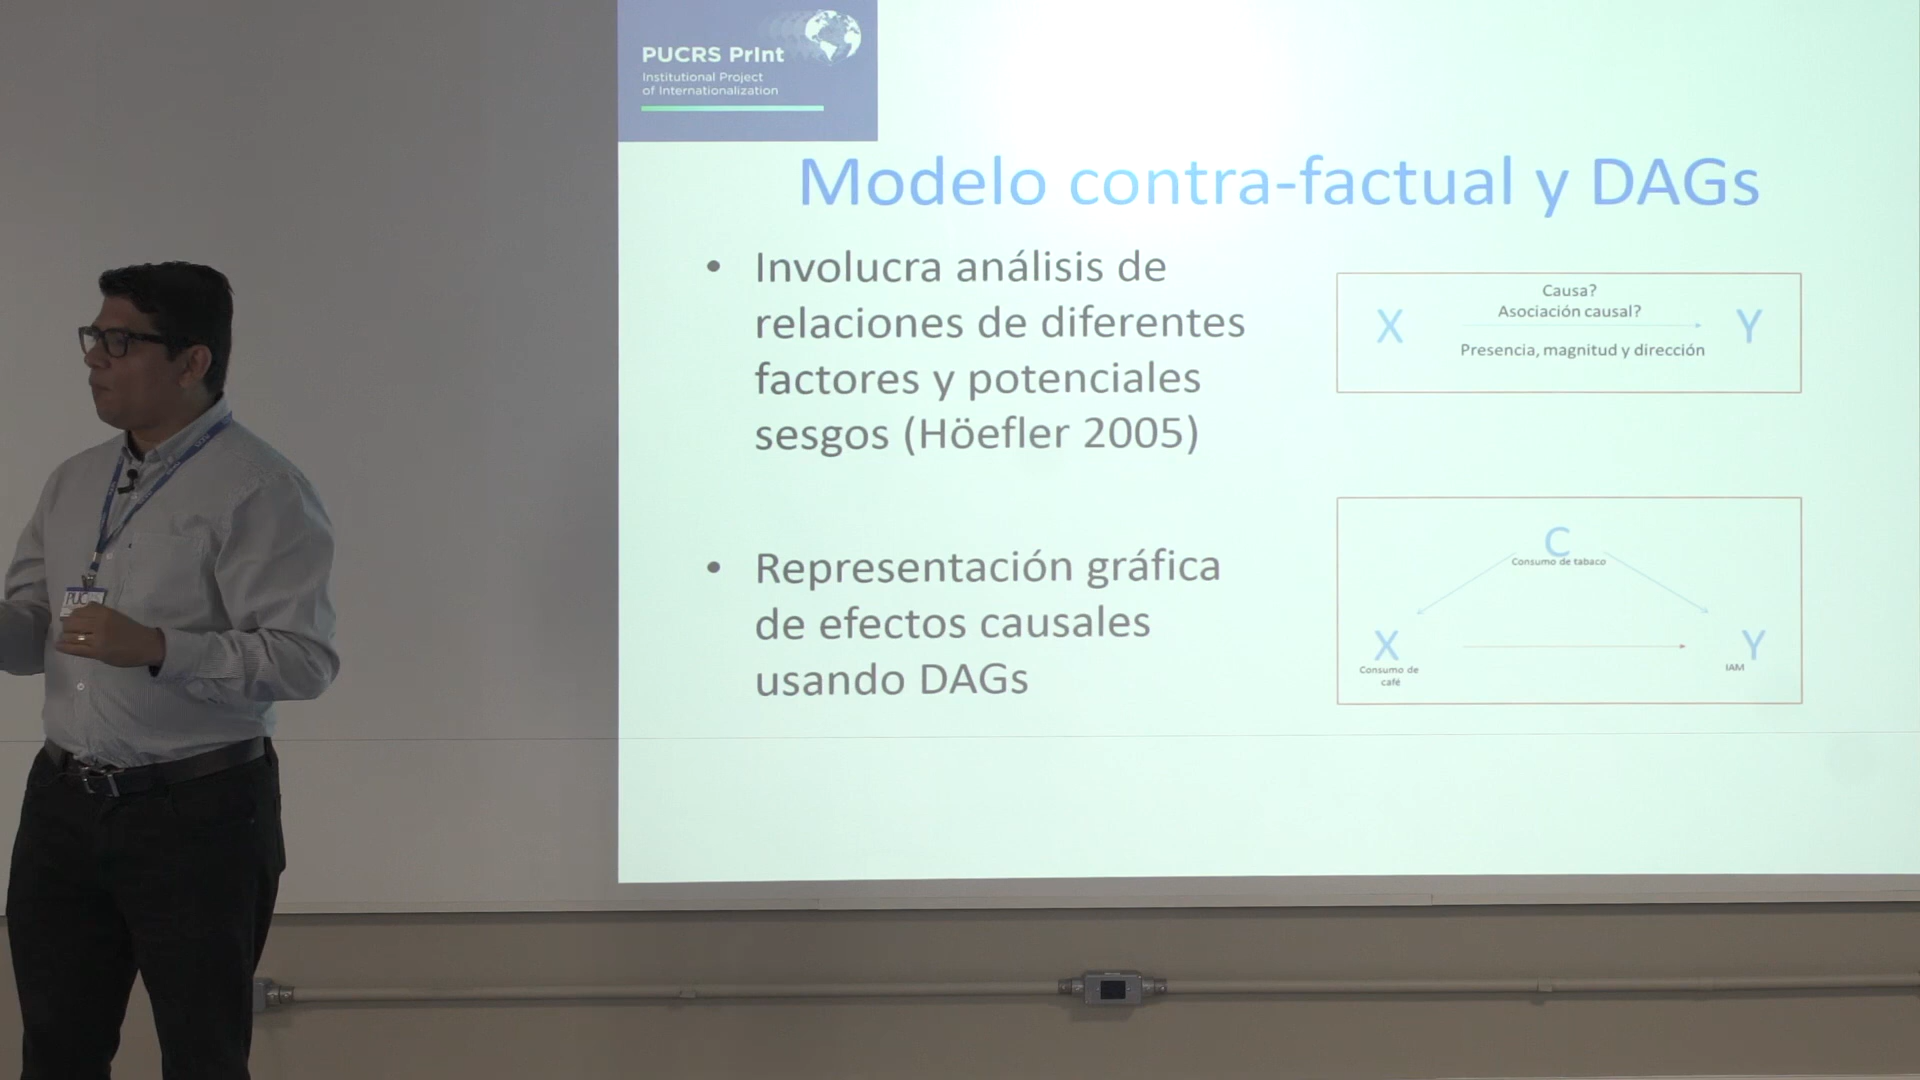 PUCRS PrInt
Institutional Project
of Internationalization
Modelo contra-factual y DAGs
• Involucra análisis de
relaciones de diferentes
factores y potenciales
sesgos (Höefler 2005)
• Representación gráfica
de efectos causales
usando DAGs
Causa?
Asociación causal?
X
Y
Presencia, magnitud y dirección
C
Consumo de tabaco
X
Y
Consumo de
café
IAM
PUC